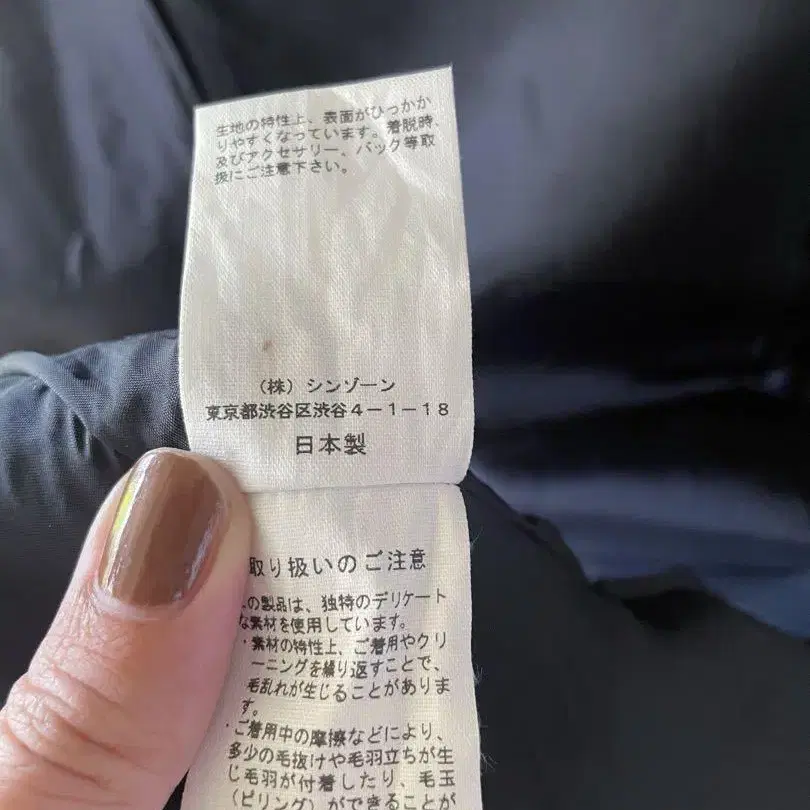 生地の特性上、表面がひっかか
りやすくなっています。着脱時、
及びアクセサリー、バック等取
扱にご注意下さい。
（株）シンゾーン
東京都渋谷区渋谷４－１－１８
日本製
取り扱いのご注意
の製品は、独特のデリケート
な素材を使用しています。
・素材の特性上、ご着用やクリ
ーニングを繰り返すことで、
毛乱れが生じることがありま
す。
・ご着用中の摩擦などにより、
多少の毛抜けや毛羽立ちが生
じ毛羽が付着したり、毛玉
（ピリング）ができることが